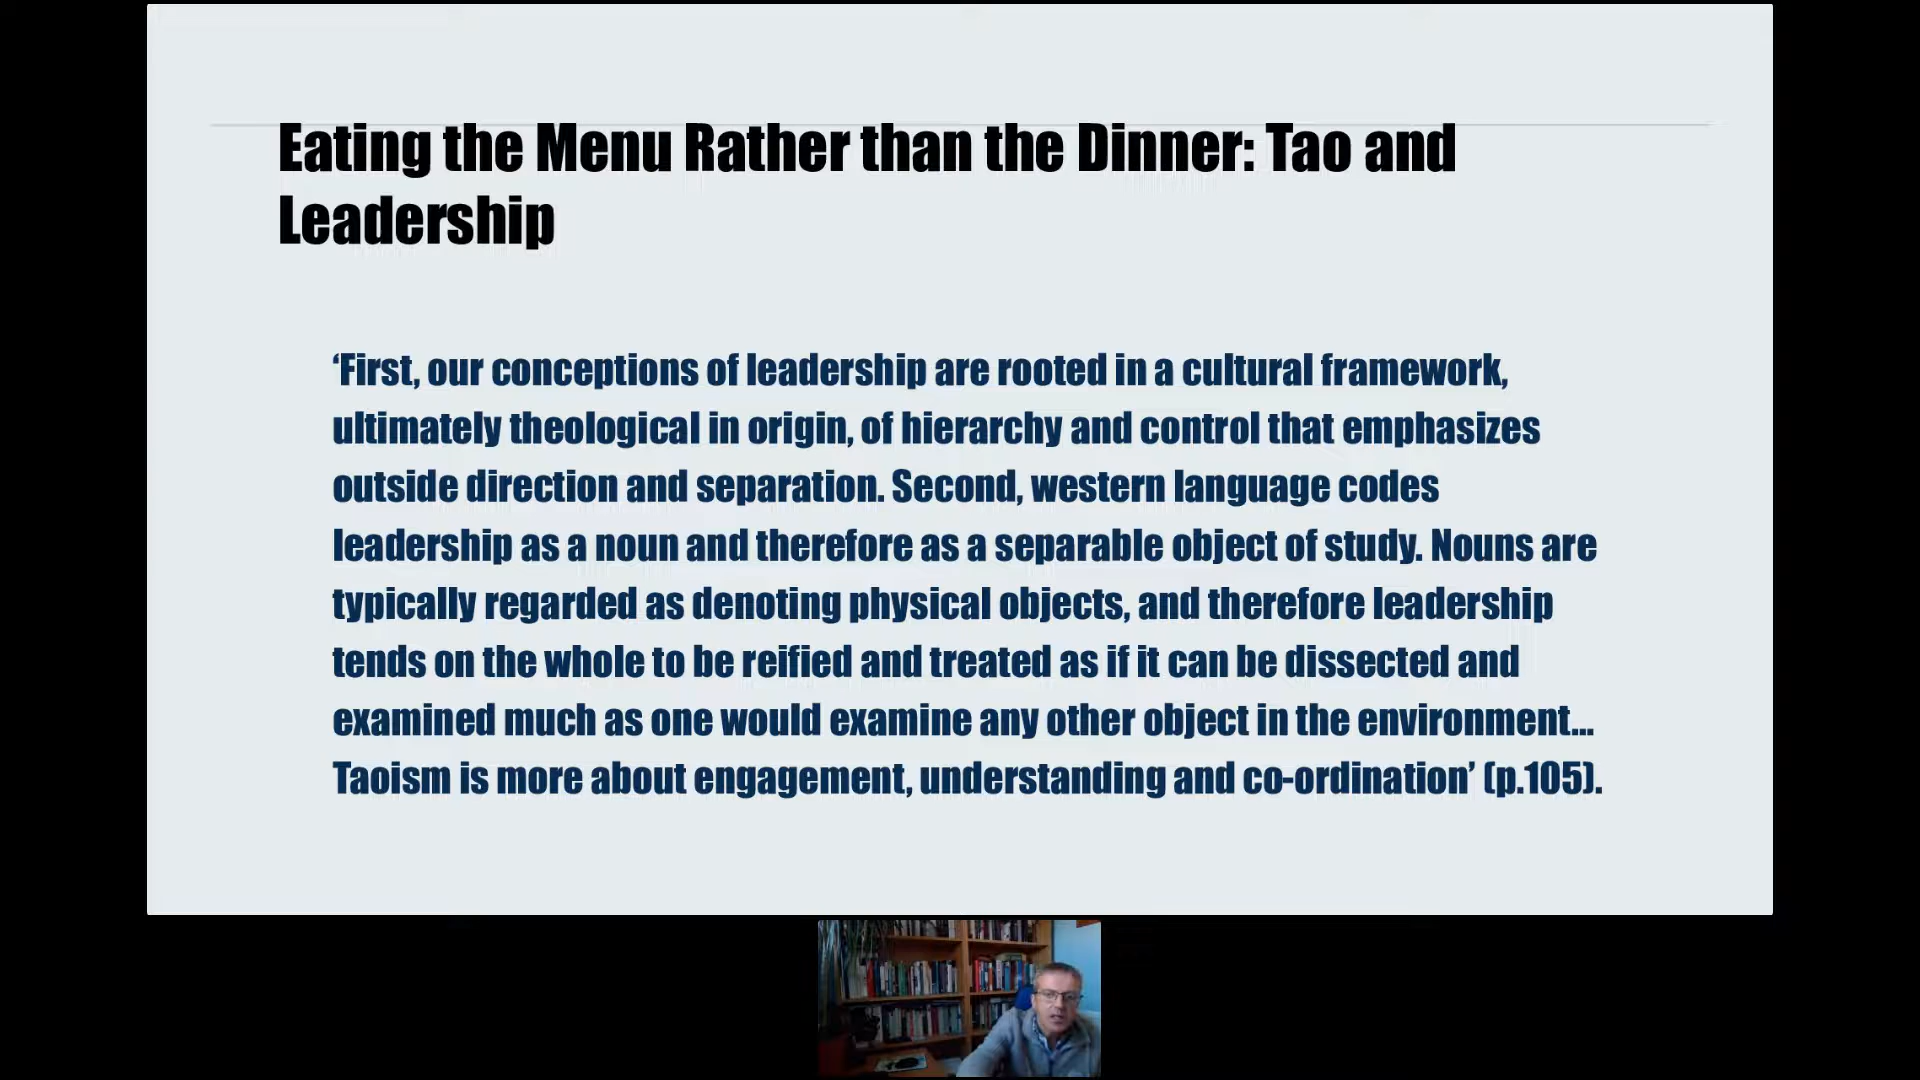 Eating the Menu Rather than the Dinner: Tao and
Leadership
‘First, our conceptions of leadership are rooted in a cultural framework,
ultimately theological in origin, of hierarchy and control that emphasizes
outside direction and separation. Second, western language codes
leadership as a noun and therefore as a separable object of study. Nouns are
typically regarded as denoting physical objects, and therefore leadership
tends on the whole to be reified and treated as if it can be dissected and
examined much as one would examine any other object in the environment...
Taoism is more about engagement, understanding and co-ordination’ (p.105).